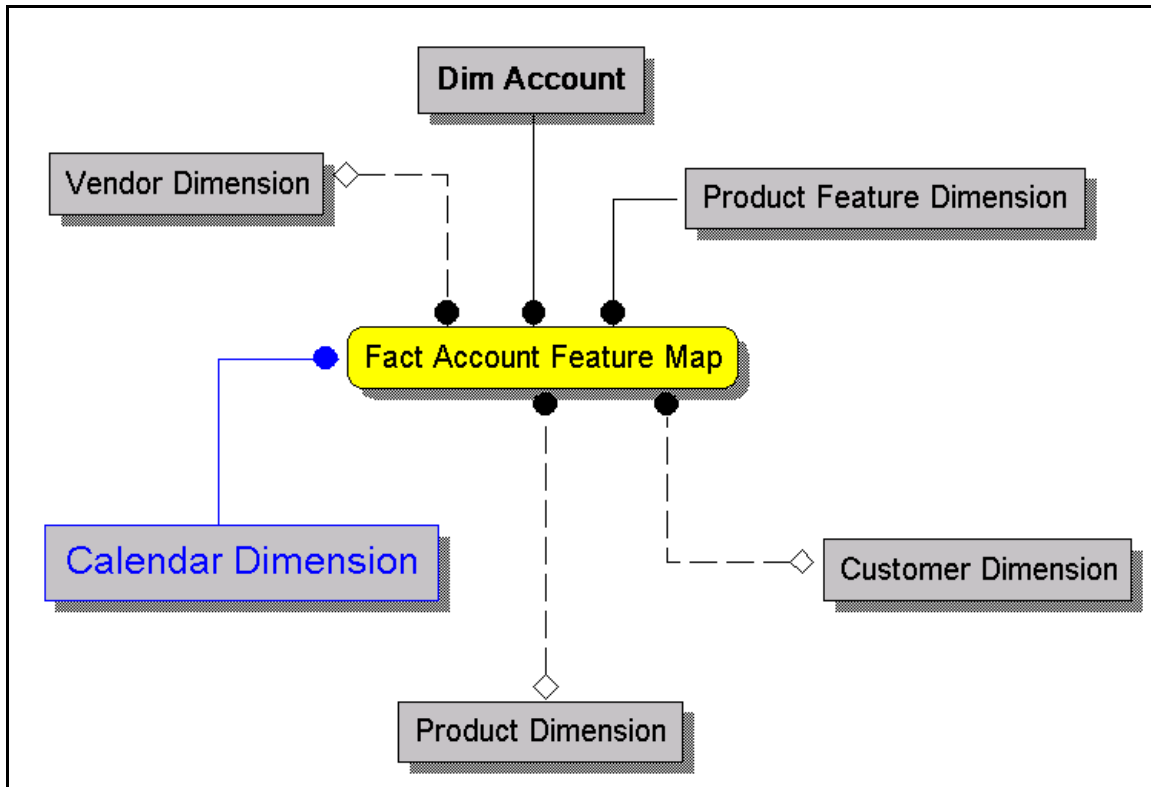 Dim Account
Vendor Dimension
Product Feature Dimension
Fact Account Feature Map
Calendar Dimension
Customer Dimension
Product Dimension